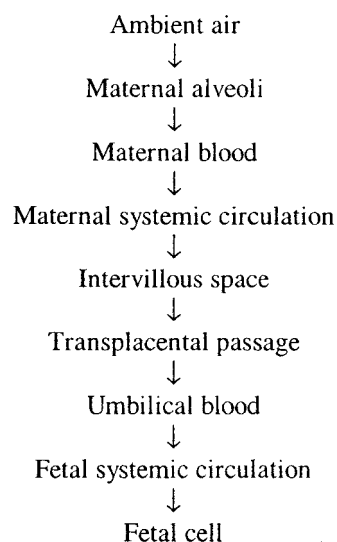 Ambient air
↓
Maternal alveoli
↓
Maternal blood
↓
Maternal systemic circulation
↓
Intervillous space
↓
Transplacental passage
↓
Umbilical blood
↓
Fetal systemic circulation
↓
Fetal cell